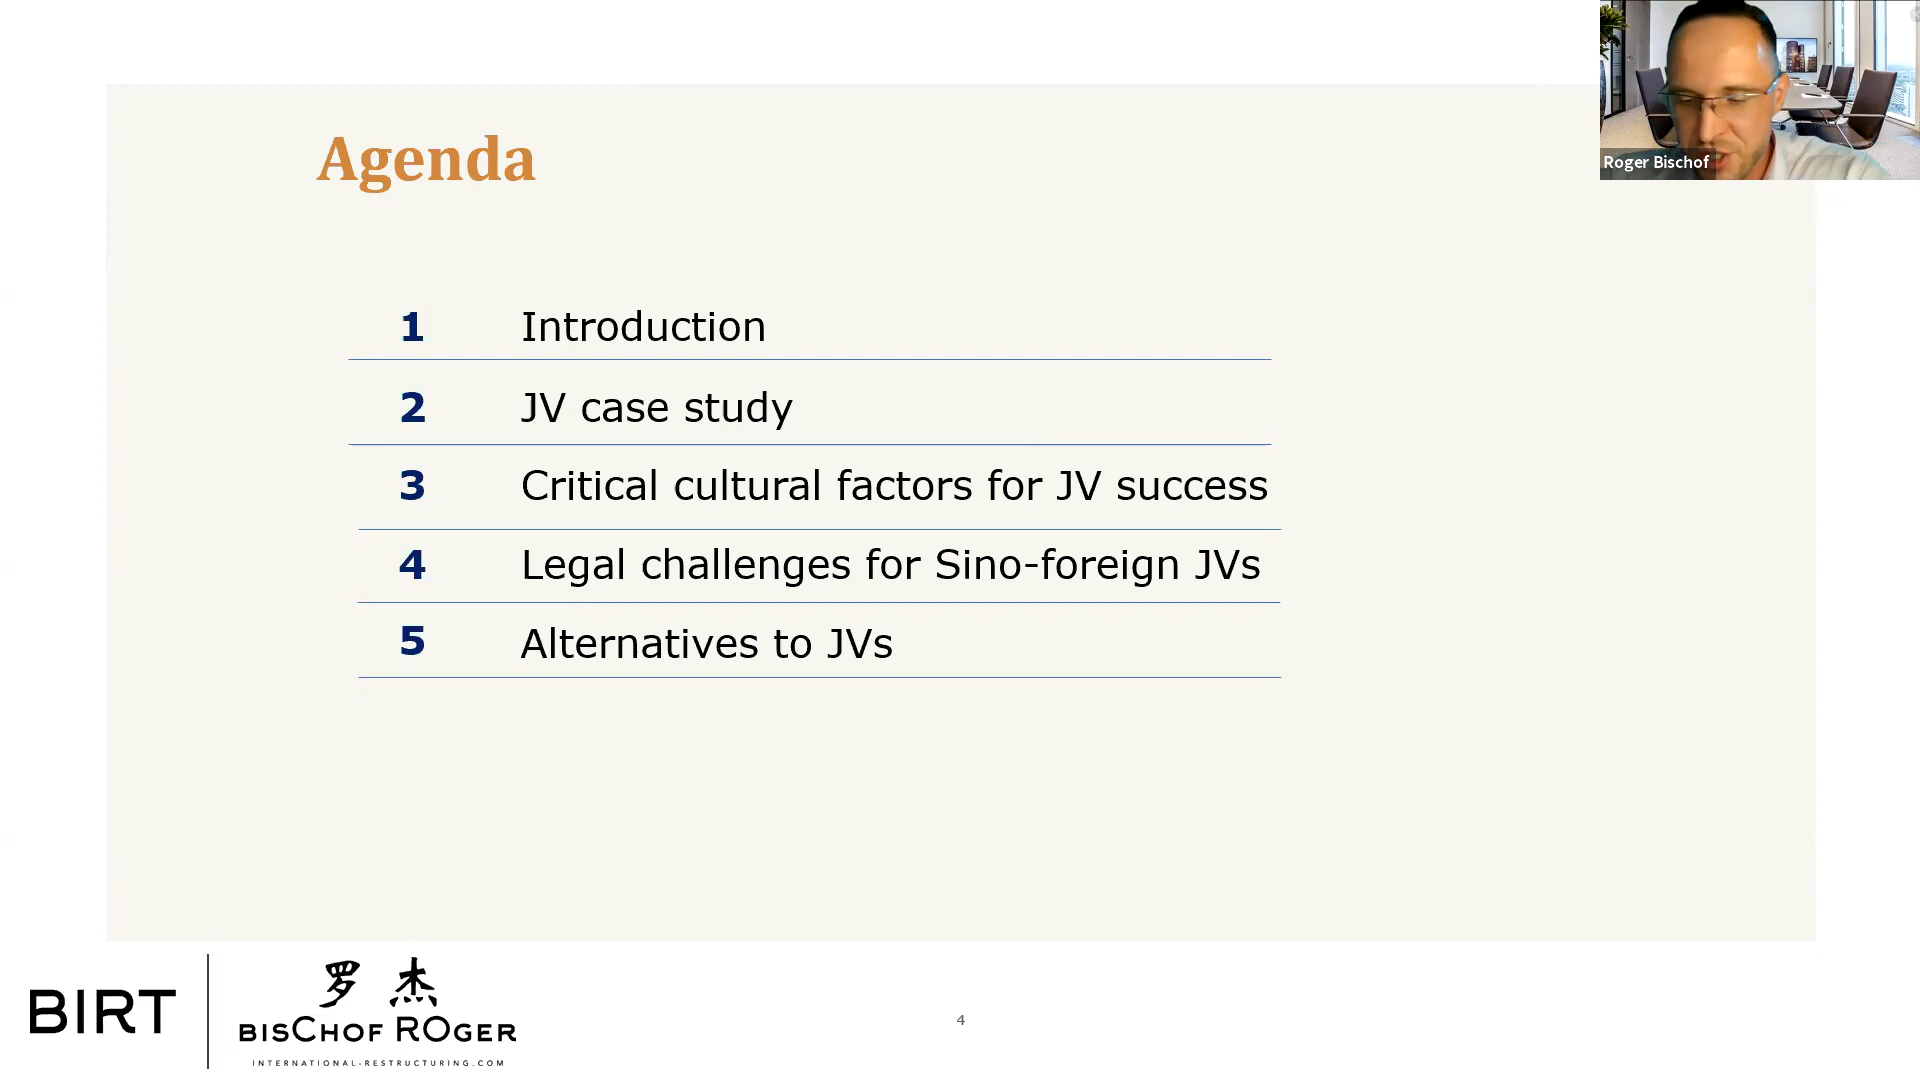 Agenda
Roger Bischof
1 Introduction
2 JV case study
3 Critical cultural factors for JV success
4 Legal challenges for Sino-foreign JVs
5 Alternatives to JVs
BIRT
罗 杰
BISCHOF ROGER
INTERNATIONAL-RESTRUCTURING.COM
4